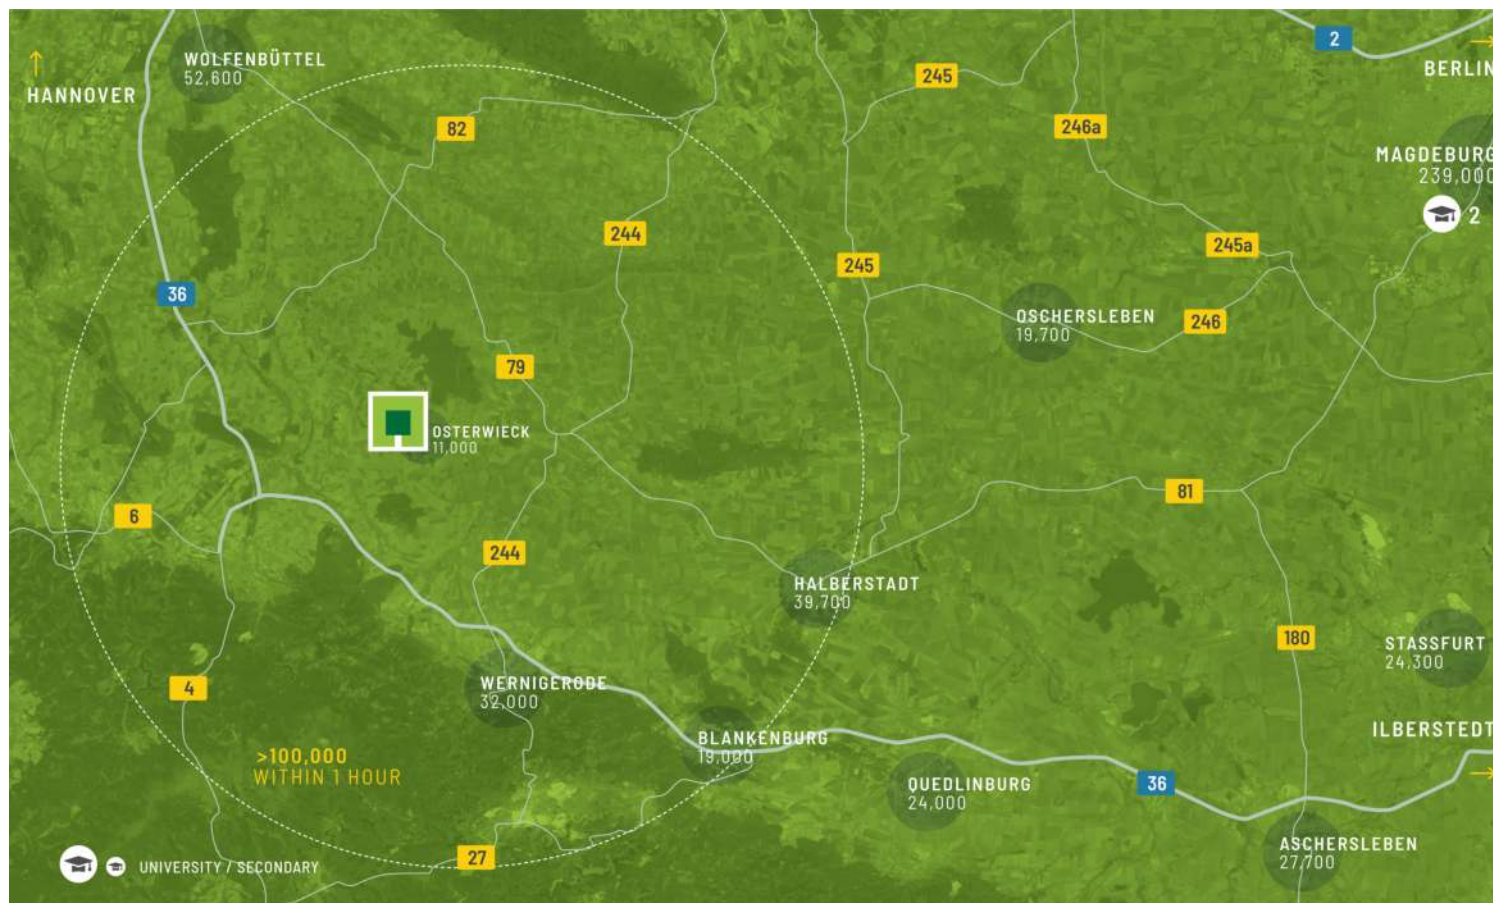 WOLFENBÜTTEL
52,600
HANNOVER
2
BERLIN
245
82
246a
MAGDEBURG
239,000
2
244
245a
245
36
OSCHERSLEBEN
19,700
246
79
OSTERWIECK
11,000
6
81
244
HALBERSTADT
39,700
180
STASSFURT
24,300
4
WERNIGERODE
32,000
BLANKENBURG
19,000
ILBERSTEDT
>100,000
WITHIN 1 HOUR
QUEDLINBURG
24,000
36
ASCHERSLEBEN
27,700
27
UNIVERSITY / SECONDARY